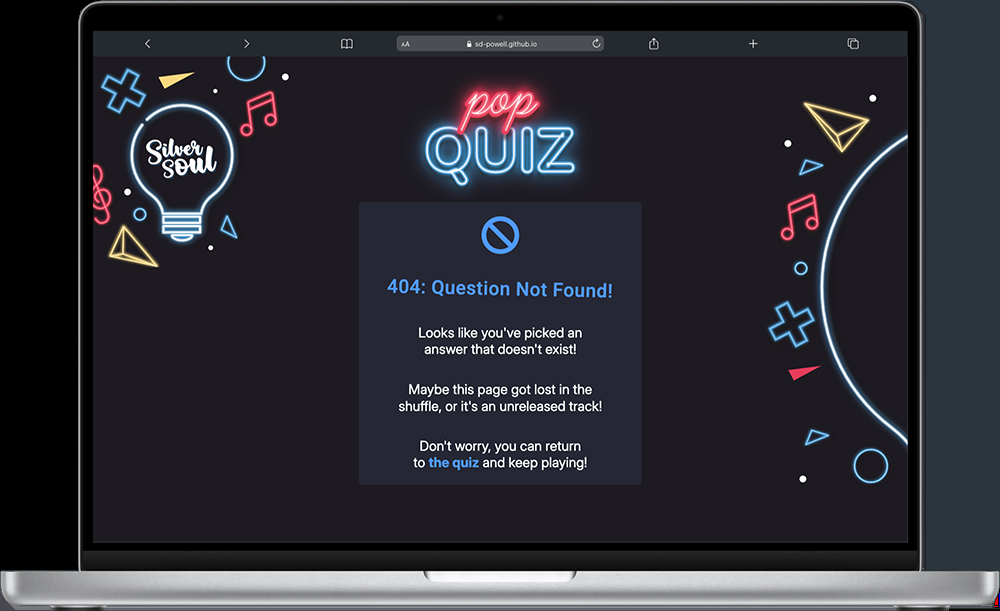 AA
sd-powell.github.io
Silver
Soul
pop
QUIZ
404: Question Not Found!
Looks like you've picked an
answer that doesn't exist!
Maybe this page got lost in the
shuffle, or it's an unreleased track!
Don't worry, you can return
to the quiz and keep playing!